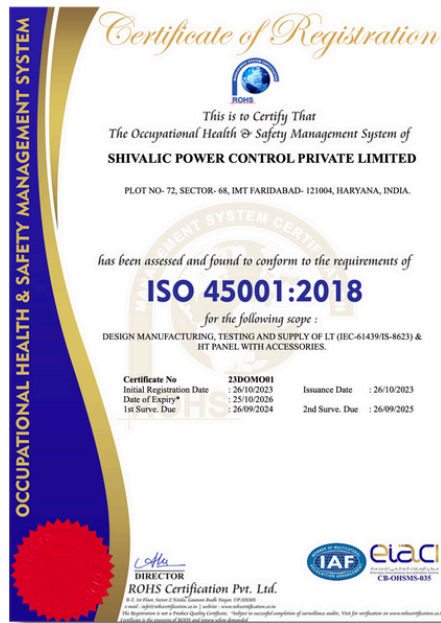 OCCUPATIONAL HEALTH & SAFETY MANAGEMENT SYSTEM
Certificate of Registration
ROHS
This is to Certify That
The Occupational Health & Safety Management System of
SHIVALIC POWER CONTROL PRIVATE LIMITED
PLOT NO- 72, SECTOR- 68, IMT FARIDABAD- 121004, HARYANA, INDIA.
has been assessed and found to conform to the requirements of
ISO 45001:2018
for the following scope :
DESIGN MANUFACTURING, TESTING AND SUPPLY OF LT (IEC-61439/IS-8623) &
HT PANEL WITH ACCESSORIES.
Certificate No 23DOMO01
Initial Registration Date : 26/10/2023 Issuance Date : 26/10/2023
Date of Expiry* : 25/10/2026
1st Surve. Due : 26/09/2024 2nd Surve. Due : 26/09/2025
DIRECTOR
ROHS Certification Pvt. Ltd.
IAF
eiaci
CB-OHSMS-035